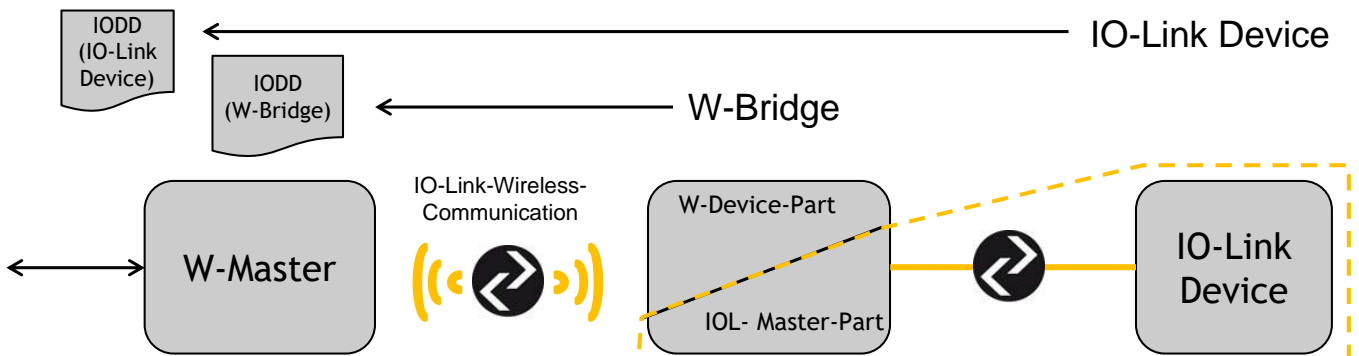 IODD
(IO-Link
Device)
IO-Link Device
IODD
(W-Bridge)
W-Bridge
IO-Link-Wireless-
Communication
W-Master
W-Device-Part
IOL- Master-Part
IO-Link
Device